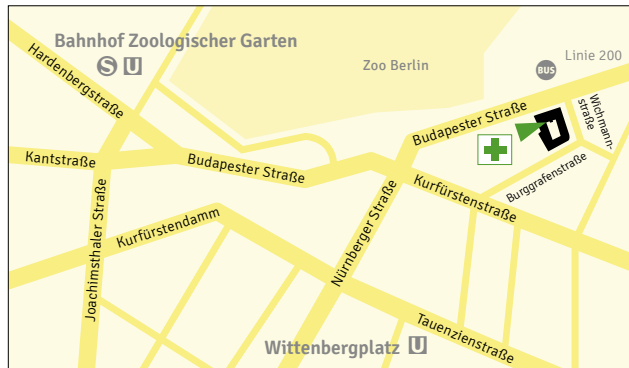 Bahnhof Zoologischer Garten
S U
Hardenbergstraße
Zoo Berlin
BUS
Linie 200
Budapester Straße
Wichmann-
straße
Kantstraße
Budapester Straße
Burggrafenstraße
Kurfürstenstraße
Joachimsthaler Straße
Kurfürstendamm
Nürnberger Straße
Tauenzienstraße
Wittenbergplatz U